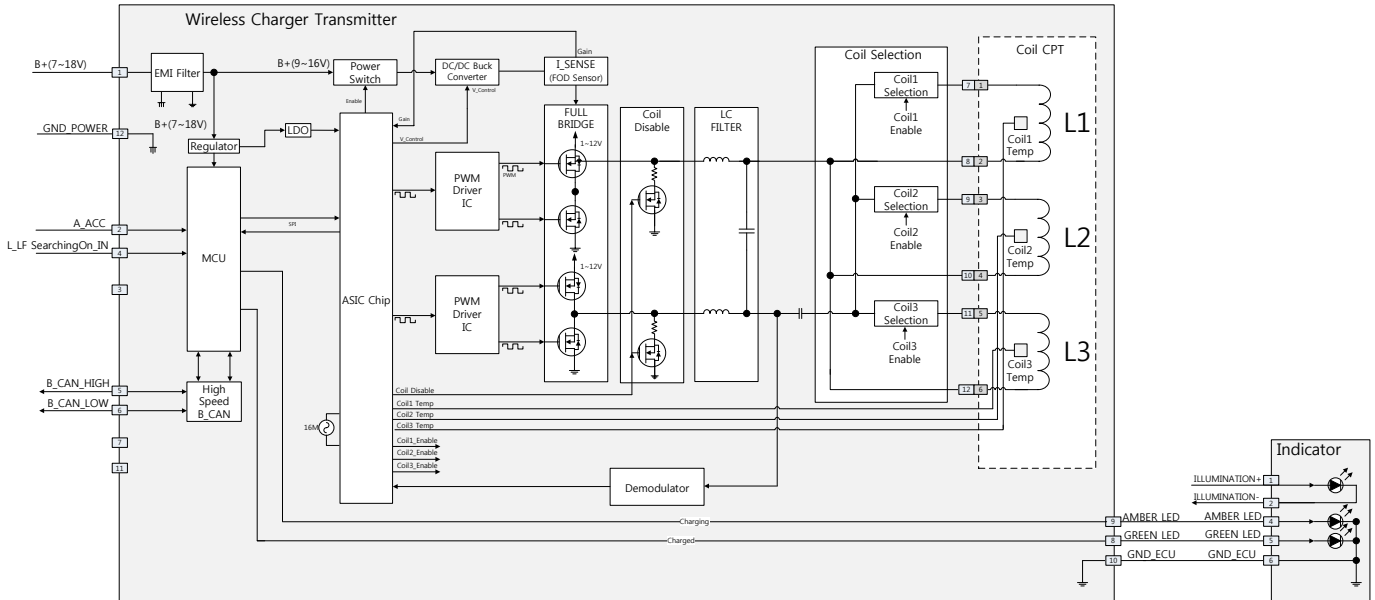 Wireless Charger Transmitter
B+(7~18V)
1
EMI Filter
B+(9~16V)
Power
Switch
Enable
DC/DC Buck
Converter
V_Control
Gain
I_SENSE
(FOD Sensor)
GND_POWER
12
B+(7~18V)
Regulator
LDO
Gain
V_Control
A_ACC
2
L_LF SearchingOn_IN
4
3
MCU
SPI
ASIC Chip
PWM
Driver
IC
PWM
PWM
Driver
IC
FULL
BRIDGE
1~12V
1~12V
Coil
Disable
LC
FILTER
Coil Selection
Coil1
Selection
Coil1
Enable
Coil2
Selection
Coil2
Enable
Coil3
Selection
Coil3
Enable
Coil CPT
7 1
Coil1
Temp
L1
8 2
9 3
Coil2
Temp
L2
10 4
11 5
Coil3
Temp
L3
12 6
B_CAN_HIGH
5
B_CAN_LOW
6
High
Speed
B_CAN
7
11
16M
Coil Disable
Coil1 Temp
Coil2 Temp
Coil3 Temp
Coil1_Enable
Coil2_Enable
Coil3_Enable
Demodulator
Charging
Charged
9
AMBER LED
8
GREEN LED
10
GND_ECU
Indicator
ILLUMINATION+
1
ILLUMINATION-
2
AMBER LED
4
GREEN LED
5
GND_ECU
6